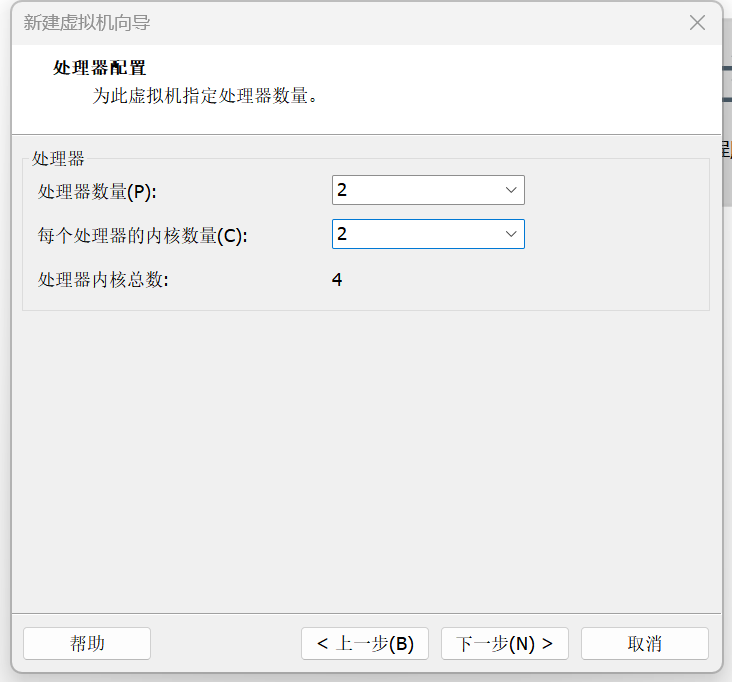 新建虚拟机向导
处理器配置
为此虚拟机指定处理器数量。
处理器
处理器数量(P): 2
每个处理器的内核数量(C): 2
处理器内核总数: 4
帮助 < 上一步(B) 下一步(N) > 取消